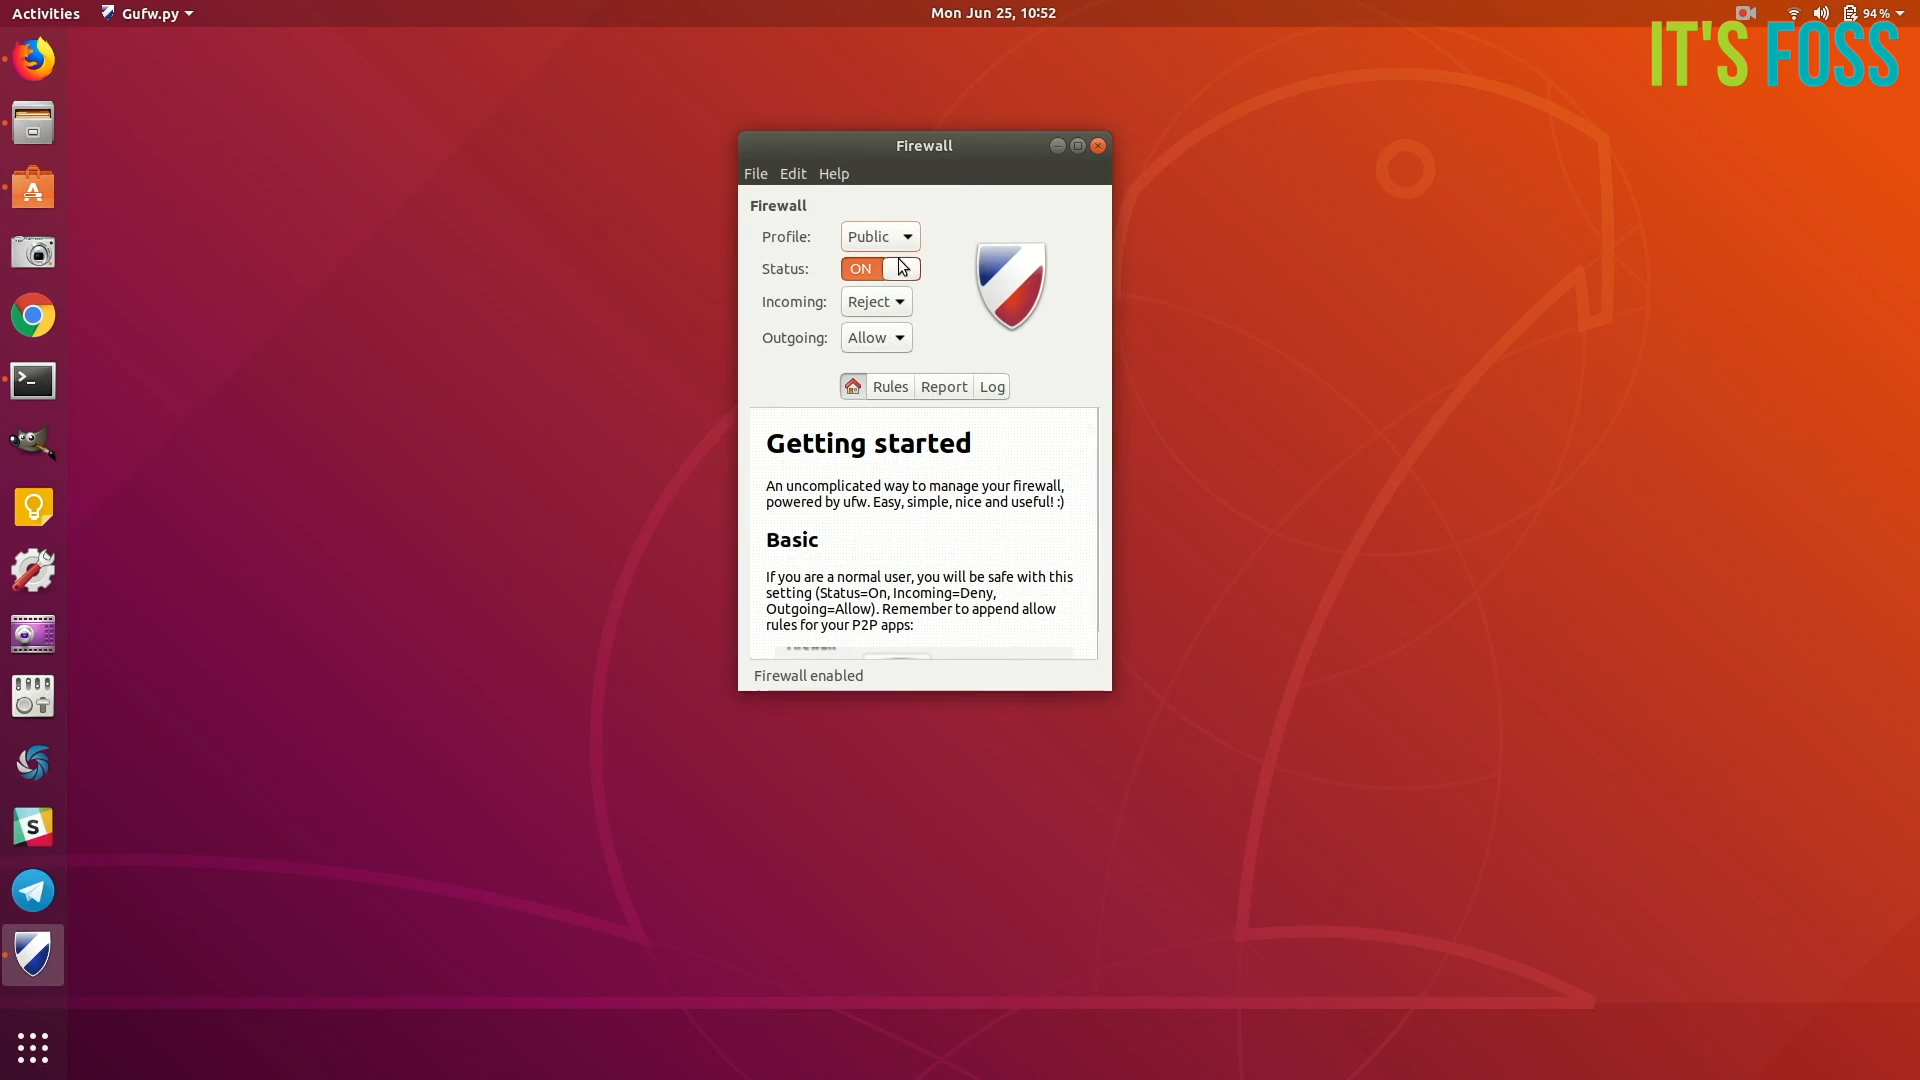 Activities
Gufw.py
Mon Jun 25, 10:52
94 %
IT'S FOSS
Firewall
File Edit Help
Firewall
Profile: Public
Status: ON
Incoming: Reject
Outgoing: Allow
Rules Report Log
Getting started
An uncomplicated way to manage your firewall,
powered by ufw. Easy, simple, nice and useful! :)
Basic
If you are a normal user, you will be safe with this
setting (Status=On, Incoming=Deny,
Outgoing=Allow). Remember to append allow
rules for your P2P apps:
Firewall enabled
S